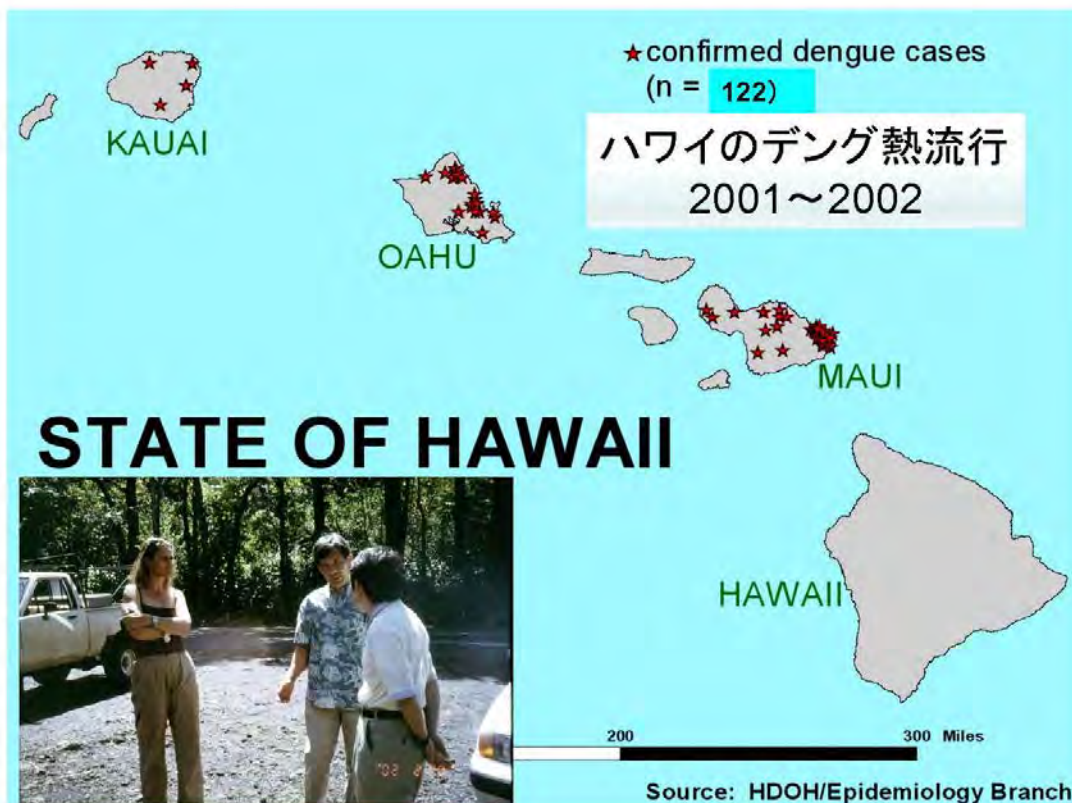 ★confirmed dengue cases
(n = 122)
ハワイのデング熱流行
2001~2002
KAUAI
OAHU
MAUI
STATE OF HAWAII
HAWAII
200
300 Miles
Source: HDOH/Epidemiology Branch